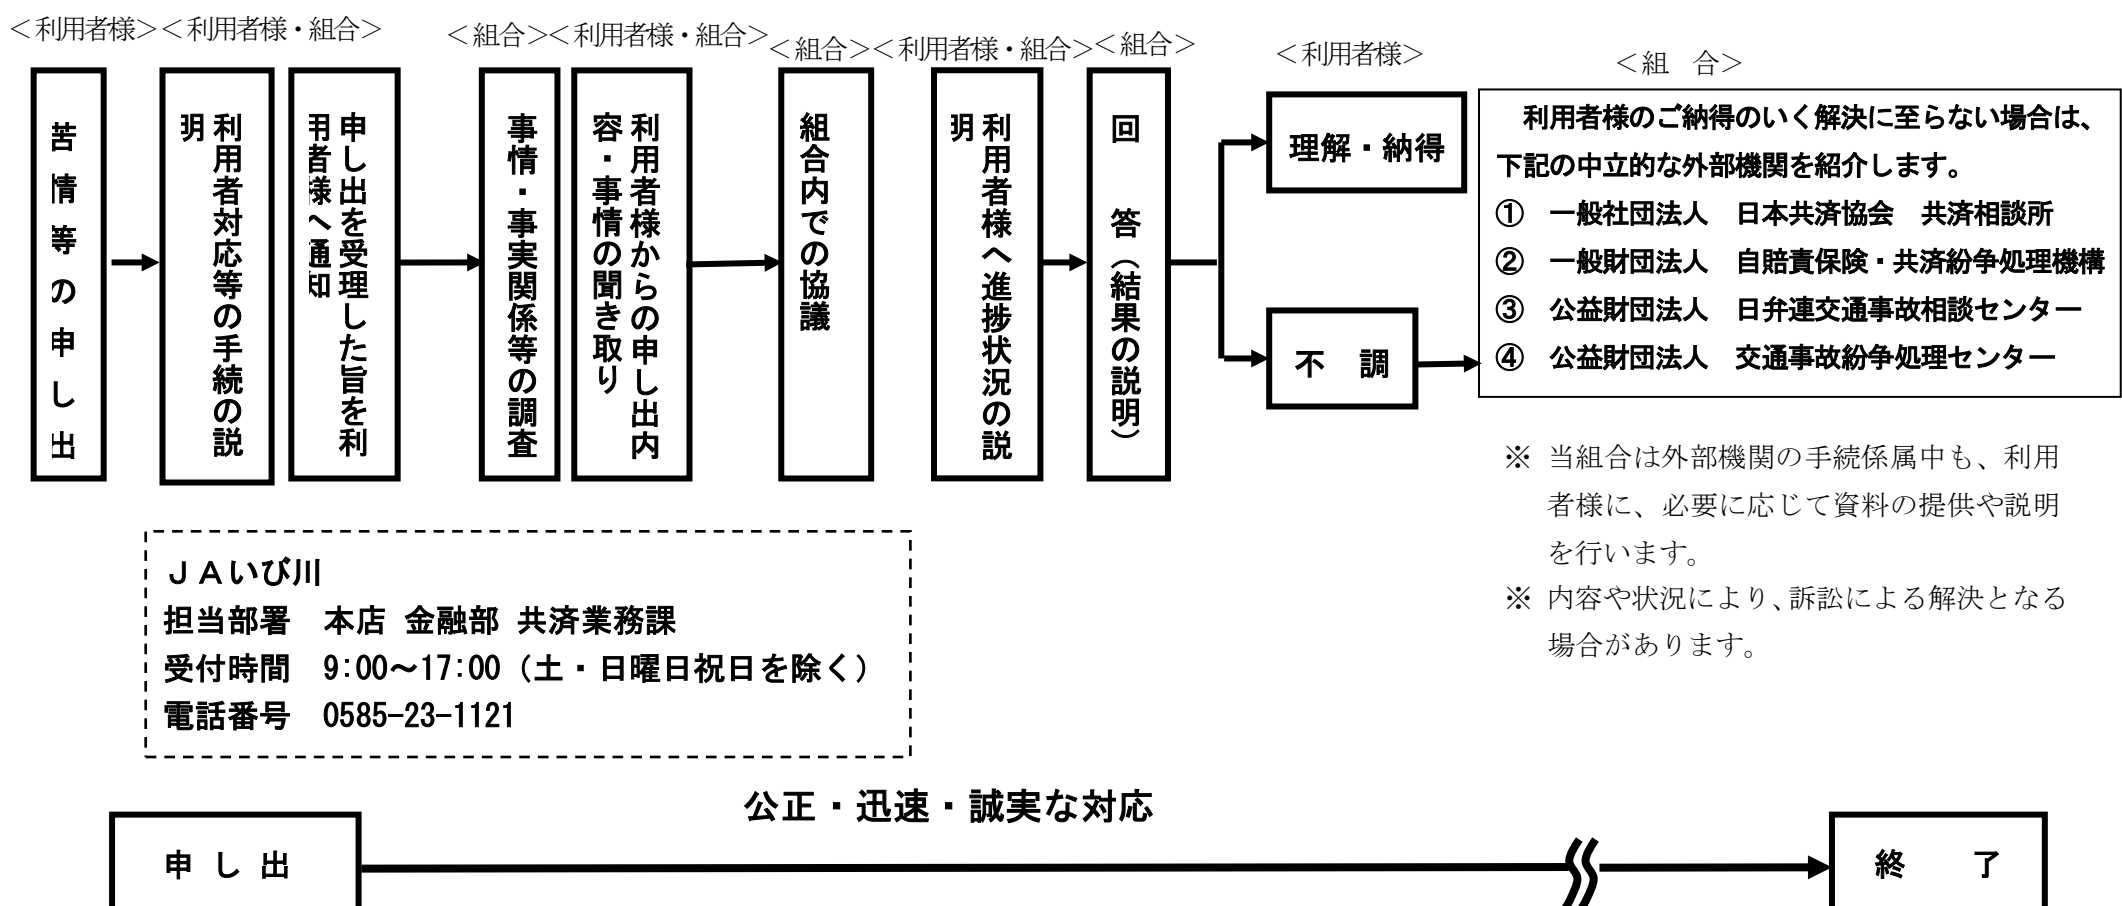 ＜利用者様＞＜利用者様・組合＞
＜組合＞＜利用者様・組合＞
＜組合＞＜利用者様・組合＞
＜組合＞
＜利用者様＞
＜組　合＞
苦情等の申し出
利用者対応等の手続の説
明
申し出を受理した旨を利
用者様へ通知
事情・事実関係等の調査
利用者様からの申し出内
容・事情の聞き取り
組合内での協議
利用者様へ進捗状況の説
明
回　答（結果の説明）
理解・納得
不　調
利用者様のご納得のいく解決に至らない場合は、
下記の中立的な外部機関を紹介します。
①　一般社団法人　日本共済協会　共済相談所
②　一般財団法人　自賠責保険・共済紛争処理機構
③　公益財団法人　日弁連交通事故相談センター
④　公益財団法人　交通事故紛争処理センター
※ 当組合は外部機関の手続係属中も、利用
者様に、必要に応じて資料の提供や説明
を行います。
※ 内容や状況により、訴訟による解決となる
場合があります。
ＪＡいび川
担当部署　本店 金融部 共済業務課
受付時間　9:00～17:00（土・日曜日祝日を除く）
電話番号　0585-23-1121
公正・迅速・誠実な対応
申し出
終　了